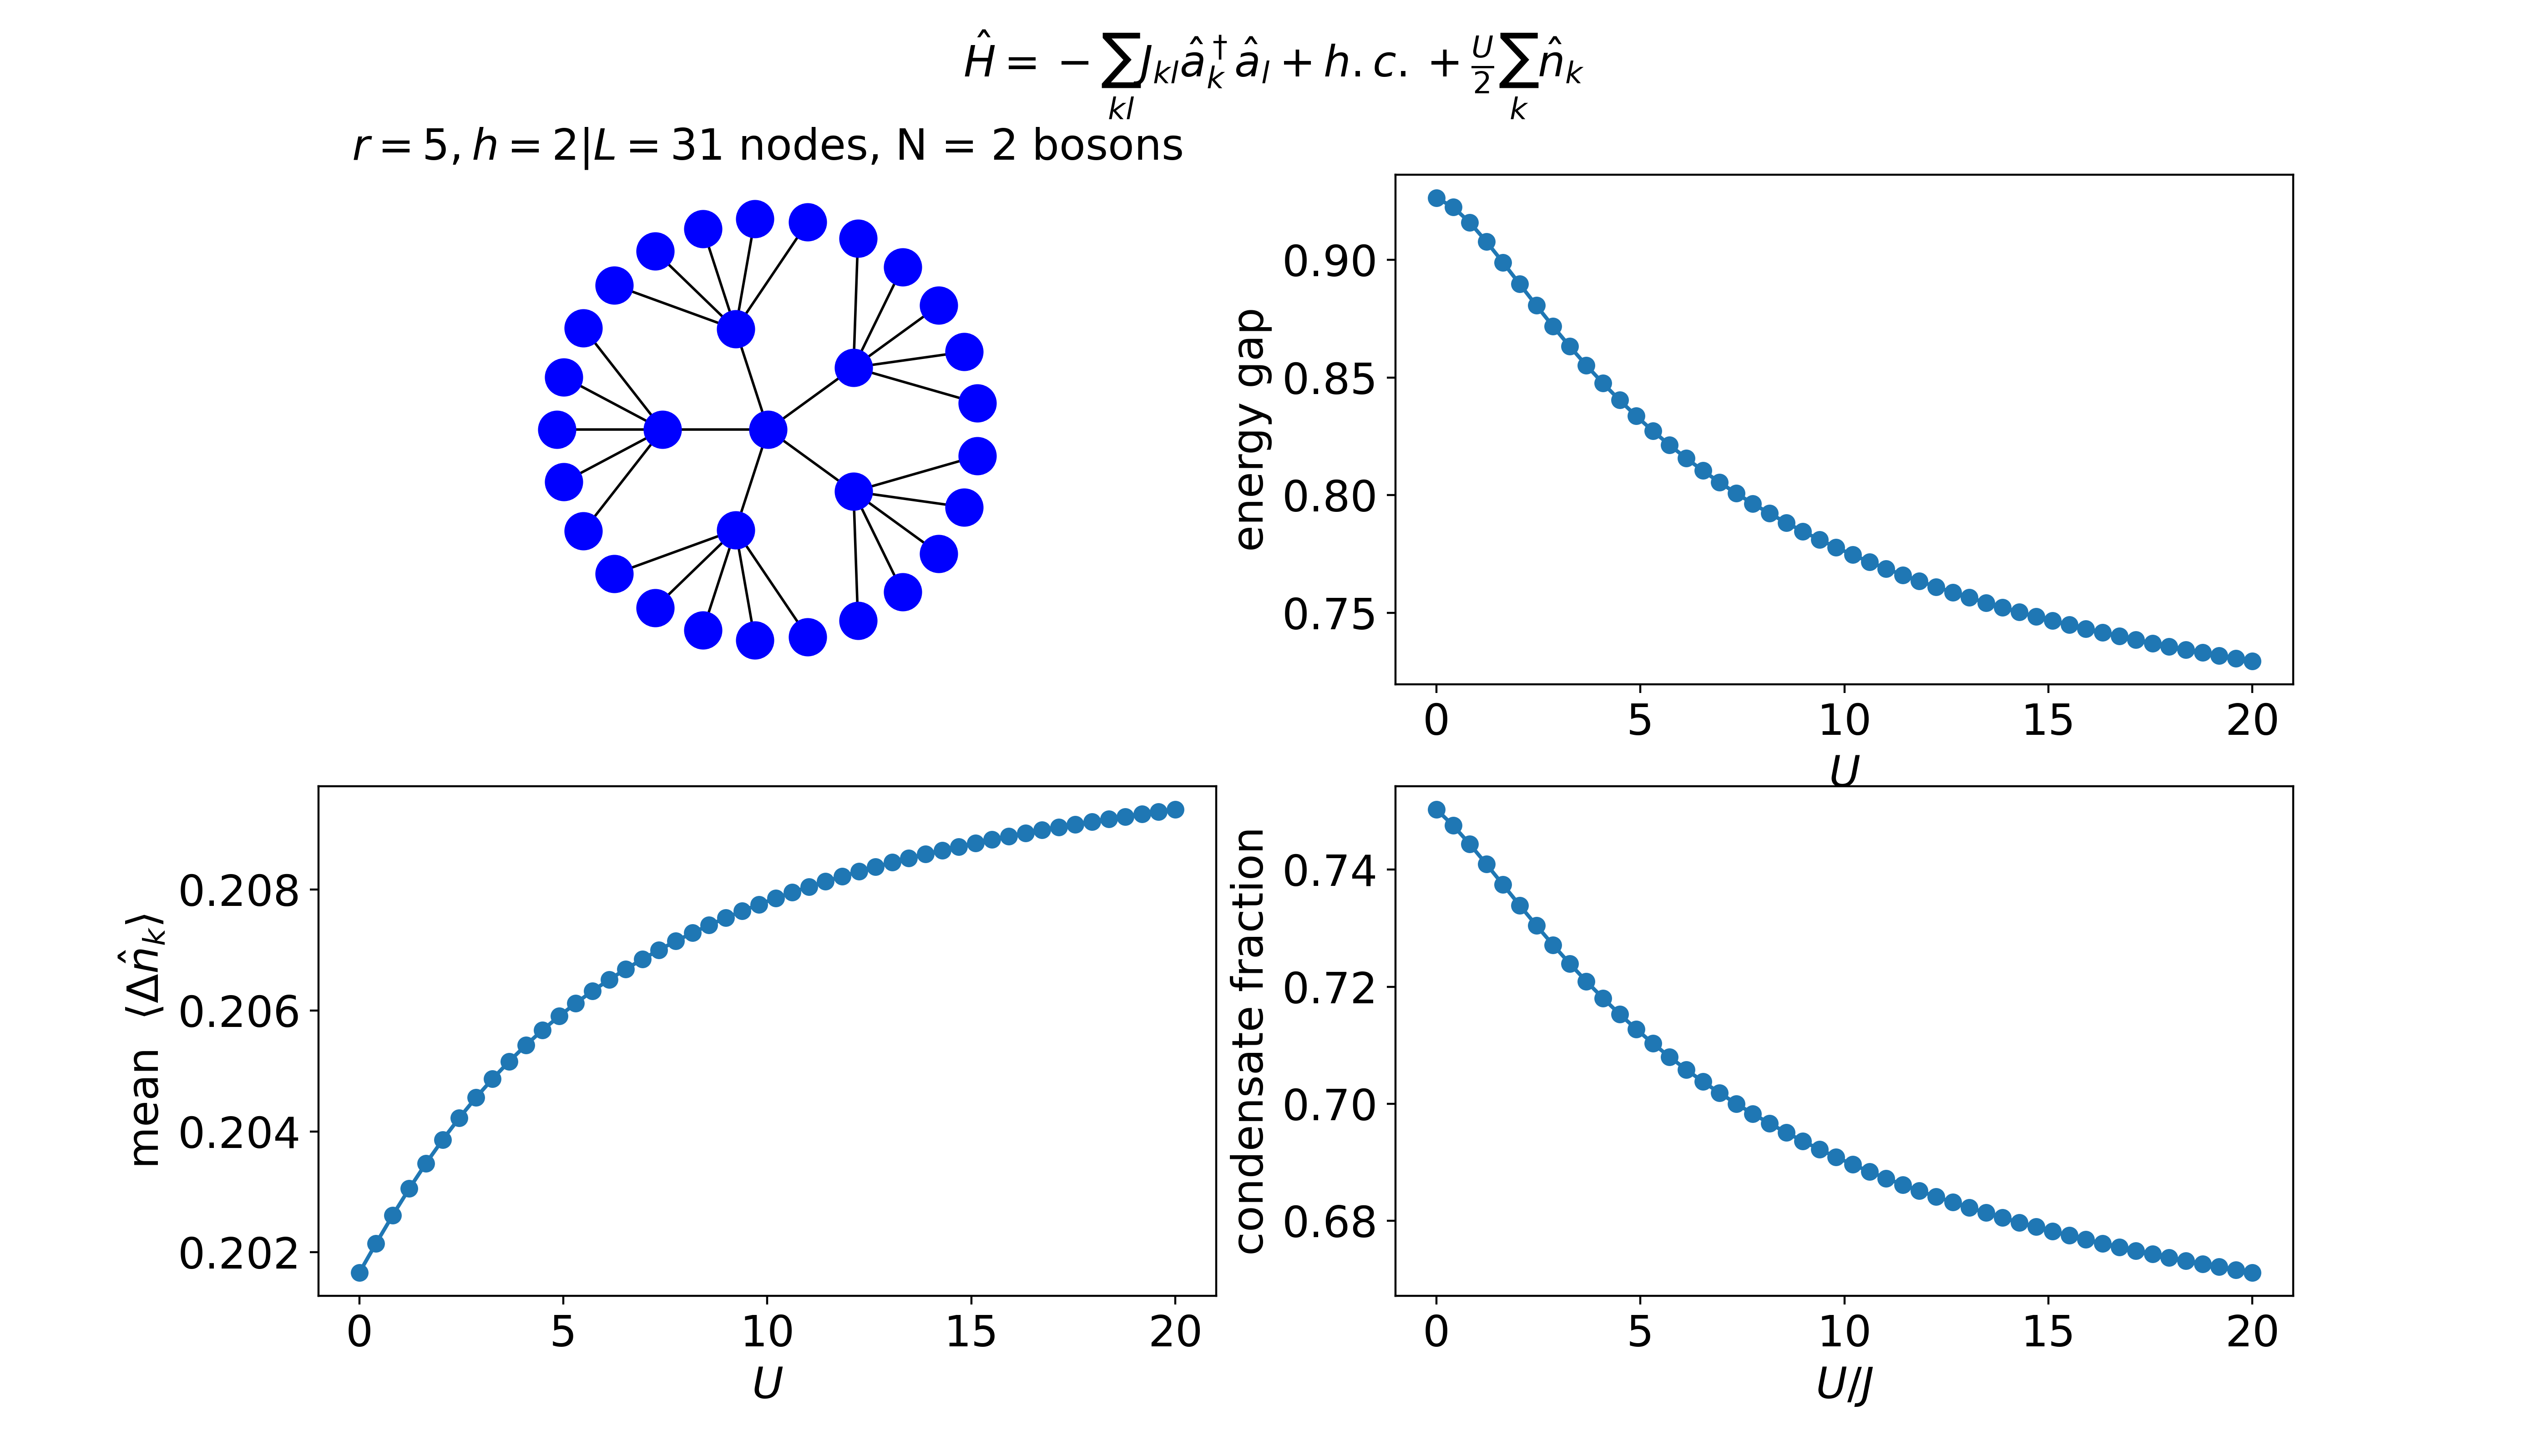 Ĥ = − ∑_{kl} J_{kl} â_k^† â_l + h.c. + U/2 ∑_k n̂_k
r = 5, h = 2|L = 31 nodes, N = 2 bosons
energy gap
0.90
0.85
0.80
0.75
0 5 10 15 20
U
mean ⟨Δn̂_k⟩
0.208
0.206
0.204
0.202
0 5 10 15 20
U
condensate fraction
0.74
0.72
0.70
0.68
0 5 10 15 20
U/J